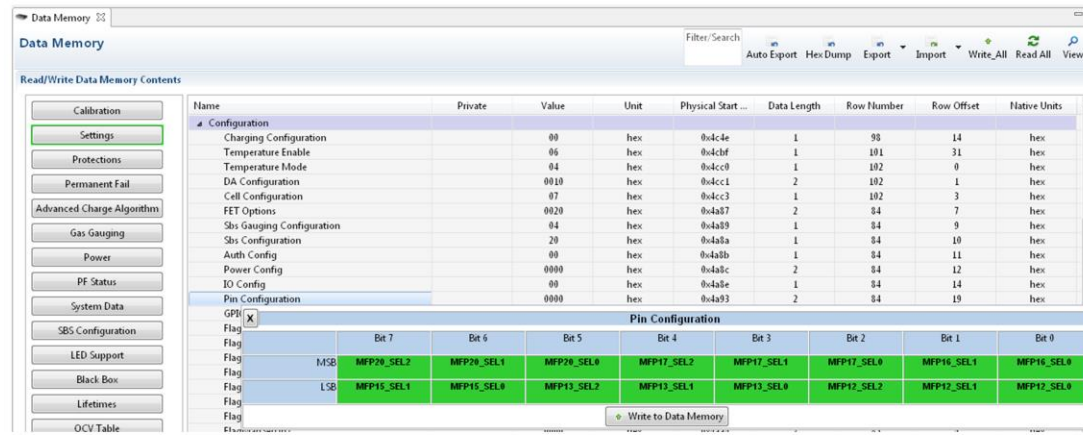 Data Memory
Data Memory
Filter/Search
Auto Export Hex Dump Export Import Write_All Read All View
Read/Write Data Memory Contents
Calibration
Settings
Protections
Permanent Fail
Advanced Charge Algorithm
Gas Gauging
Power
PF Status
System Data
SBS Configuration
LED Support
Black Box
Lifetimes
OCV Table
Name Private Value Unit Physical Start ... Data Length Row Number Row Offset Native Units
Configuration
Charging Configuration 00 hex 0x4c4e 1 98 14 hex
Temperature Enable 06 hex 0x4cbf 1 101 31 hex
Temperature Mode 04 hex 0x4cc0 1 102 0 hex
DA Configuration 0010 hex 0x4cc1 2 102 1 hex
Cell Configuration 07 hex 0x4cc3 1 102 3 hex
FET Options 0020 hex 0x4a87 2 84 7 hex
Sbs Gauging Configuration 04 hex 0x4a89 1 84 9 hex
Sbs Configuration 20 hex 0x4a8a 1 84 10 hex
Auth Config 00 hex 0x4a8b 1 84 11 hex
Power Config 0000 hex 0x4a8c 2 84 12 hex
IO Config 00 hex 0x4a8e 1 84 14 hex
Pin Configuration 0000 hex 0x4a93 2 84 19 hex
X Pin Configuration
Flag
Flag
Flag
Flag
Flag
Flag
Flag
Bit 7 Bit 6 Bit 5 Bit 4 Bit 3 Bit 2 Bit 1 Bit 0
MSB MFP20_SEL2 MFP20_SEL1 MFP20_SEL0 MFP17_SEL2 MFP17_SEL1 MFP17_SEL0 MFP16_SEL1 MFP16_SEL0
LSB MFP15_SEL1 MFP15_SEL0 MFP13_SEL2 MFP13_SEL1 MFP13_SEL0 MFP12_SEL2 MFP12_SEL1 MFP12_SEL0
Write to Data Memory